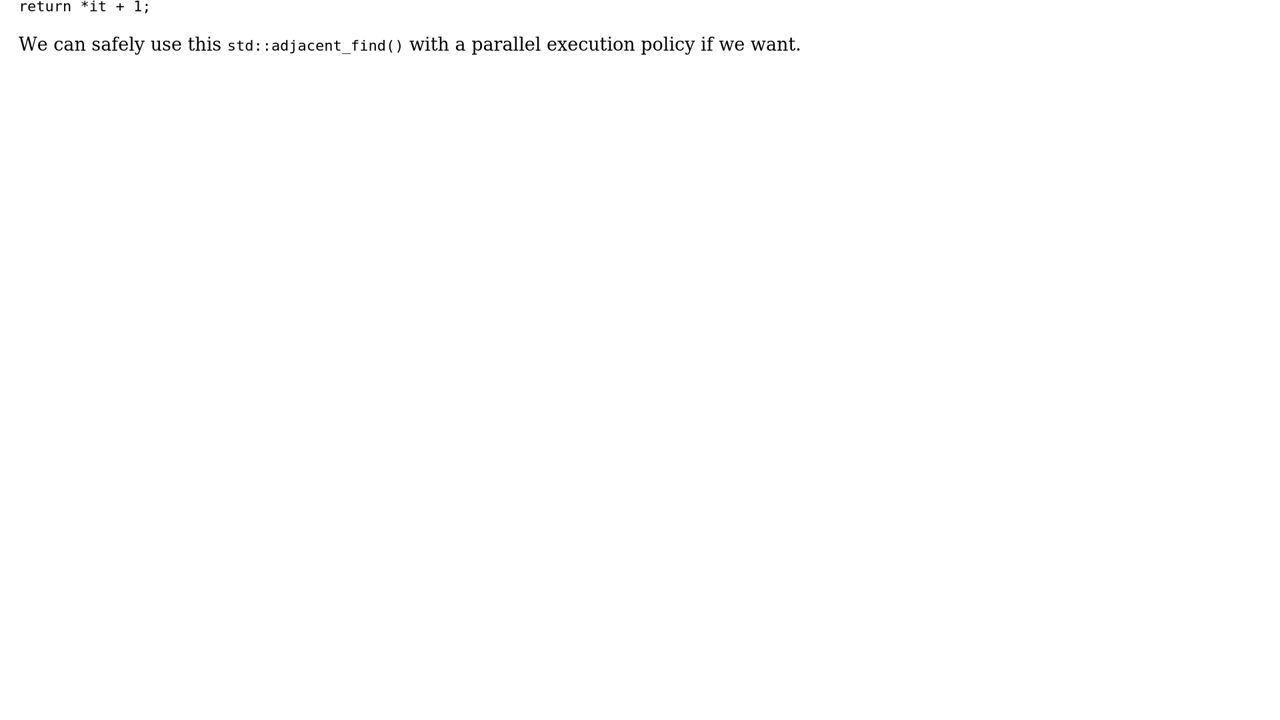 return *it + 1;
We can safely use this std::adjacent_find() with a parallel execution policy if we want.